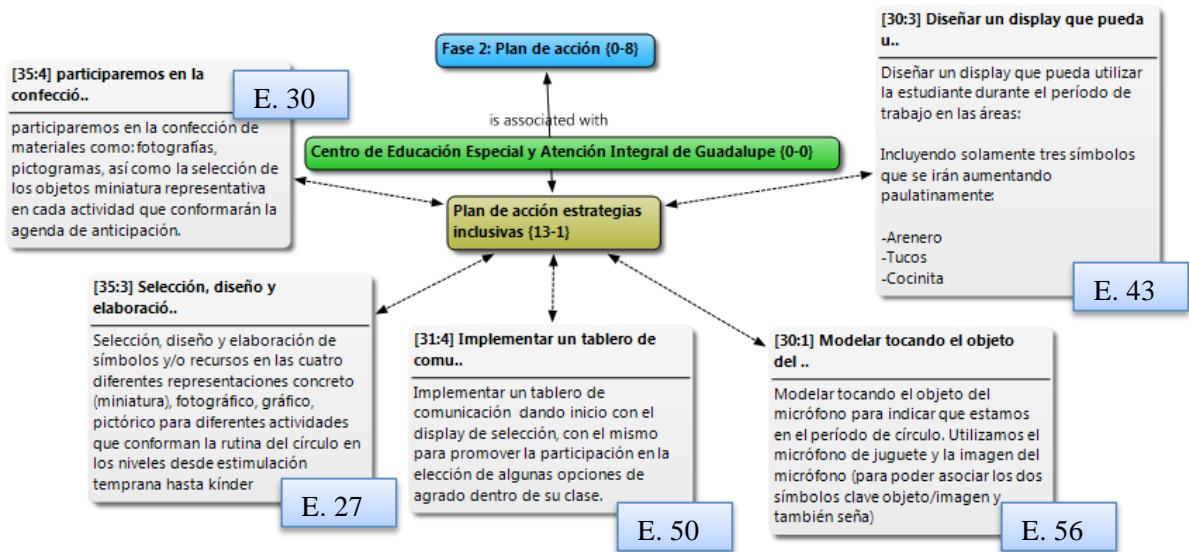 Fase 2: Plan de acción {0-8}
is associated with
Centro de Educación Especial y Atención Integral de Guadalupe {0-0}
Plan de acción estrategias
inclusivas {13-1}
[35:4] participaremos en la
confecció..
participaremos en la confección de
materiales como: fotografías,
pictogramas, así como la selección de
los objetos miniatura representativa
en cada actividad que conformarán la
agenda de anticipación.
E. 30
[30:3] Diseñar un display que pueda
u..
Diseñar un display que pueda utilizar
la estudiante durante el período de
trabajo en las áreas:
Incluyendo solamente tres símbolos
que se irán aumentando
paulatinamente:
-Arenero
-Tucos
-Cocinita
E. 43
[35:3] Selección, diseño y
elaboració..
Selección, diseño y elaboración de
símbolos y/o recursos en las cuatro
diferentes representaciones concreto
(miniatura), fotográfico, gráfico,
pictórico para diferentes actividades
que conforman la rutina del círculo en
los niveles desde estimulación
temprana hasta kínder
E. 27
[31:4] Implementar un tablero de
comu..
Implementar un tablero de
comunicación dando inicio con el
display de selección, con el mismo
para promover la participación en la
elección de algunas opciones de
agrado dentro de su clase.
E. 50
[30:1] Modelar tocando el objeto
del ..
Modelar tocando el objeto del
micrófono para indicar que estamos
en el período de círculo. Utilizamos el
micrófono de juguete y la imagen del
micrófono (para poder asociar los dos
símbolos clave objeto/imagen y
también seña)
E. 56